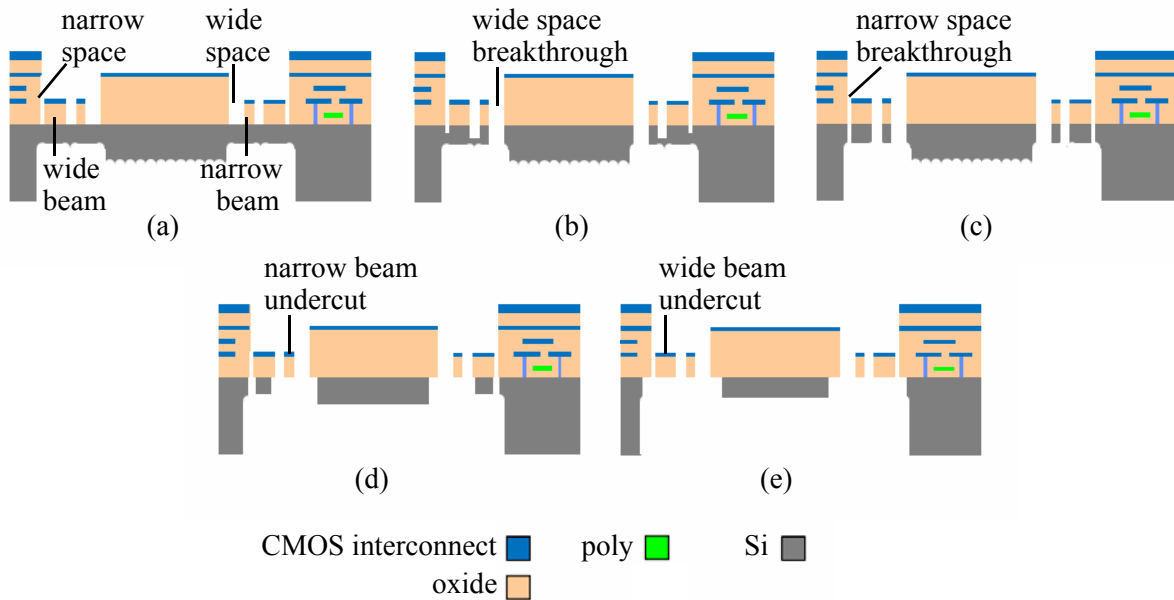 narrow
space
wide
space
wide
beam
narrow
beam
(a)
wide space
breakthrough
(b)
narrow space
breakthrough
(c)
narrow beam
undercut
(d)
wide beam
undercut
(e)
CMOS interconnect
poly
Si
oxide